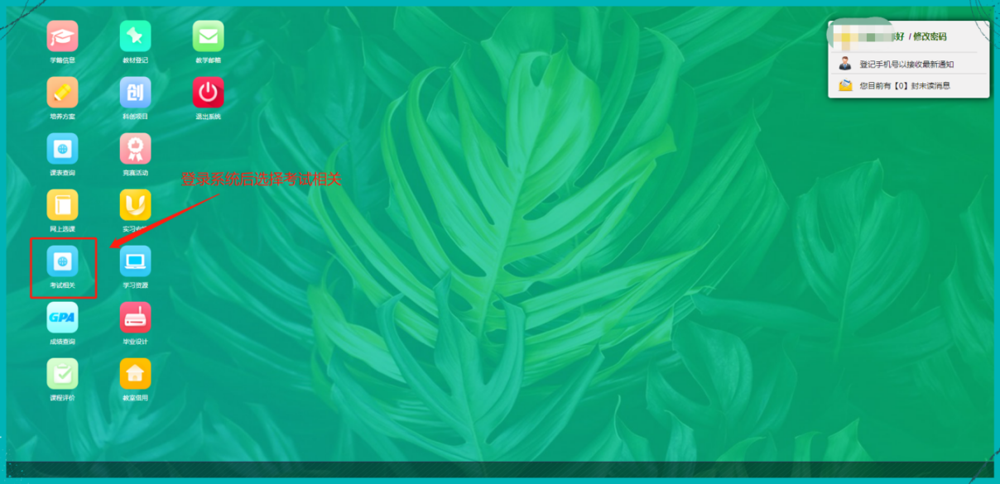 学籍信息
教材登记
教学邮箱
培养方案
创
科创项目
退出系统
课表查询
竞赛活动
网上选课
登录系统后选择考试相关
考试相关
学习资源
GPA
成绩查询
毕业设计
课程评价
教室借用
好 / 修改密码
登记手机号以接收最新通知
您目前有【0】封未读消息